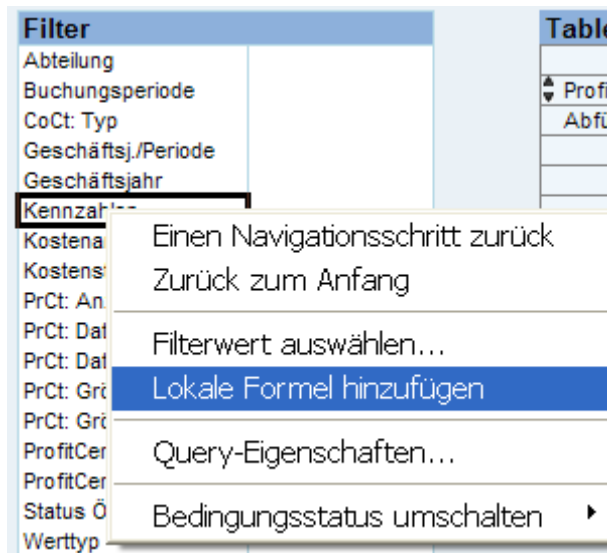 Filter
Table
Abteilung
Buchungsperiode
Profi
CoCt: Typ
Abfü
Geschäftsj./Periode
Geschäftsjahr
Kennzahlen
Kostena
Kostens
PrCt: An
PrCt: Dat
PrCt: Dat
PrCt: Grö
PrCt: Grö
ProfitCer
ProfitCer
Status Ö
Werttyp
Einen Navigationsschritt zurück
Zurück zum Anfang
Filterwert auswählen...
Lokale Formel hinzufügen
Query-Eigenschaften...
Bedingungsstatus umschalten